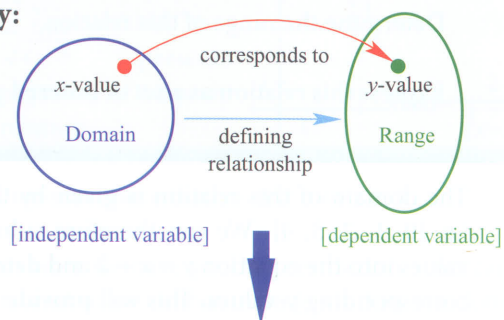 y:
corresponds to
x-value
y-value
Domain
defining
relationship
Range
[independent variable]
[dependent variable]